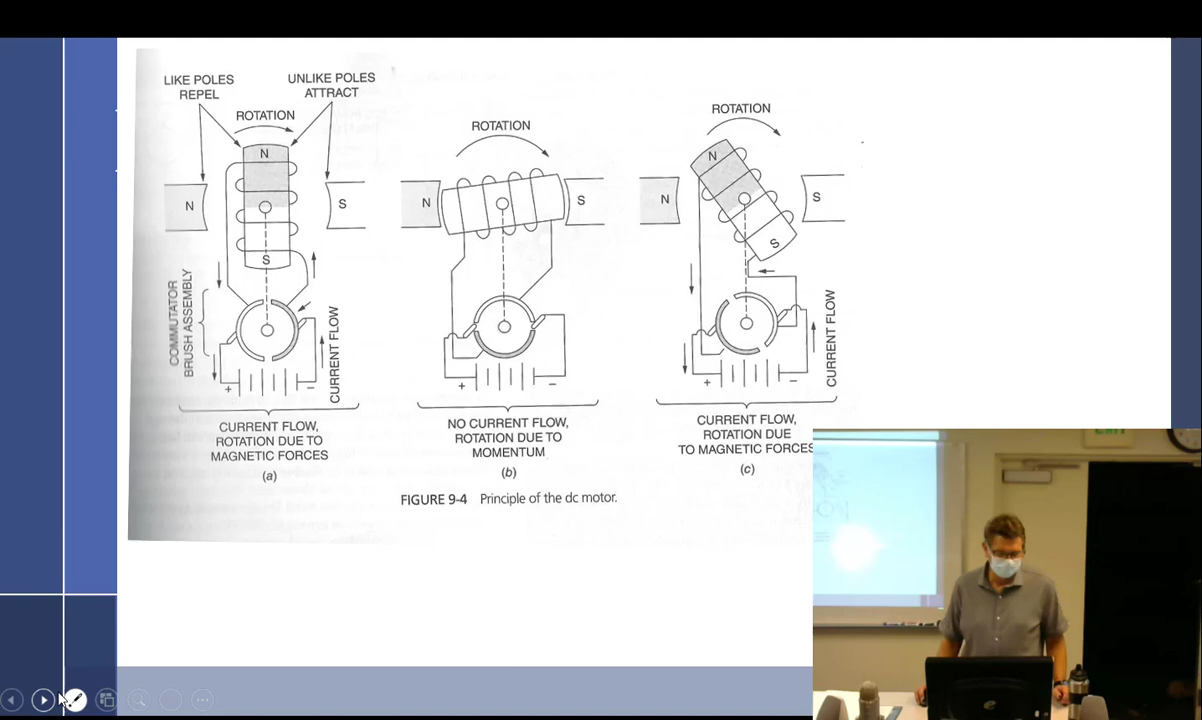 LIKE POLES
REPEL
UNLIKE POLES
ATTRACT
ROTATION
N
N
S
S
COMMUTATOR
BRUSH ASSEMBLY
CURRENT FLOW
+
−
CURRENT FLOW,
ROTATION DUE TO
MAGNETIC FORCES
(a)
ROTATION
N
S
+
−
NO CURRENT FLOW,
ROTATION DUE TO
MOMENTUM
(b)
ROTATION
N
N
S
S
CURRENT FLOW
+
−
CURRENT FLOW,
ROTATION DUE
TO MAGNETIC FORCES
(c)
FIGURE 9-4 Principle of the dc motor.